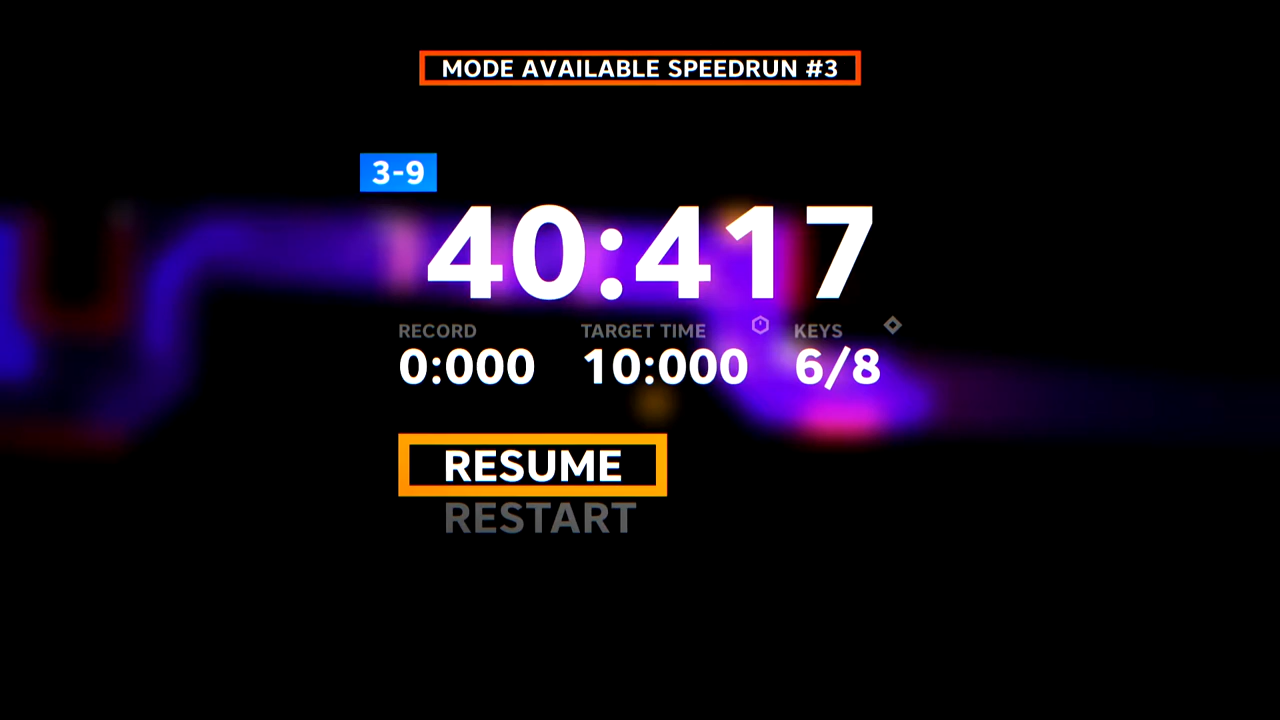 MODE AVAILABLE SPEEDRUN #3
3-9
40:417
RECORD TARGET TIME KEYS
0:000 10:000 6/8
RESUME
RESTART